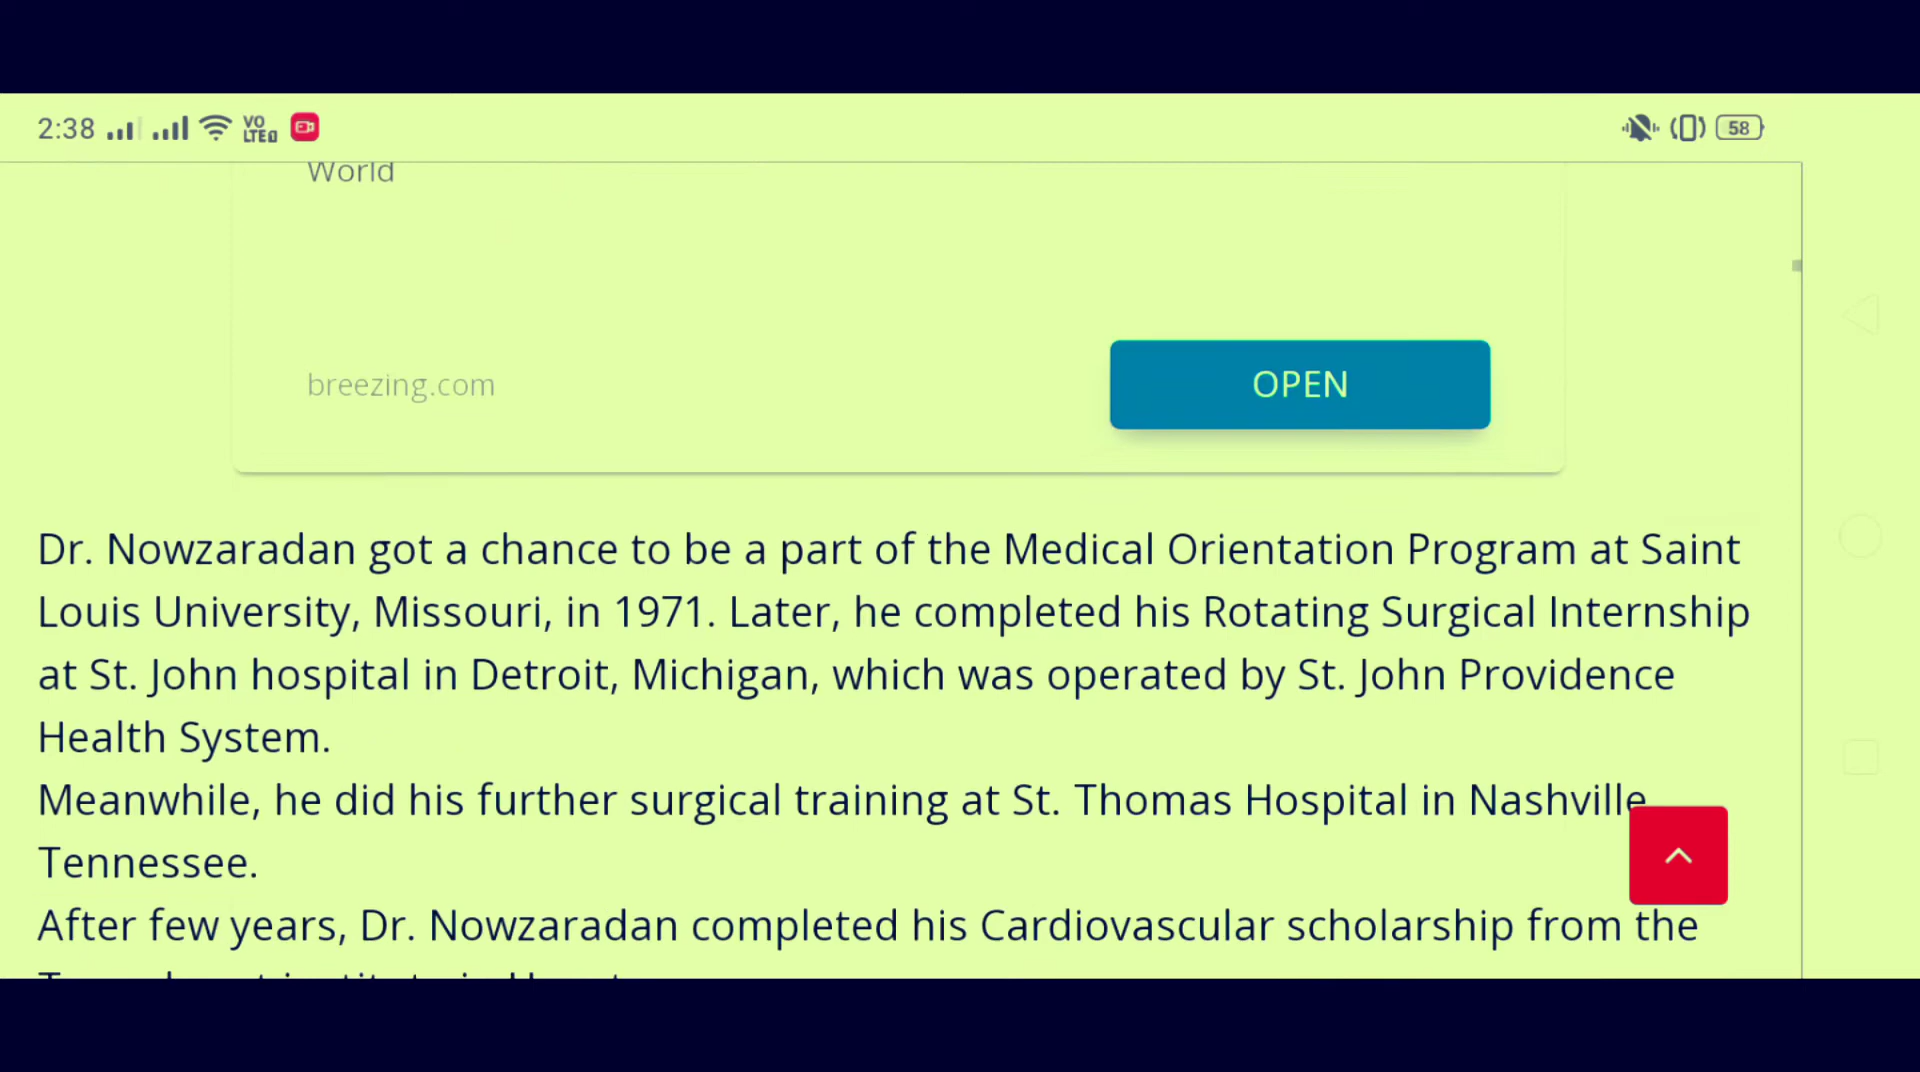 2:38 VO LTE 58
World
breezing.com OPEN
Dr. Nowzaradan got a chance to be a part of the Medical Orientation Program at Saint
Louis University, Missouri, in 1971. Later, he completed his Rotating Surgical Internship
at St. John hospital in Detroit, Michigan, which was operated by St. John Providence
Health System.
Meanwhile, he did his further surgical training at St. Thomas Hospital in Nashville
Tennessee.
After few years, Dr. Nowzaradan completed his Cardiovascular scholarship from the